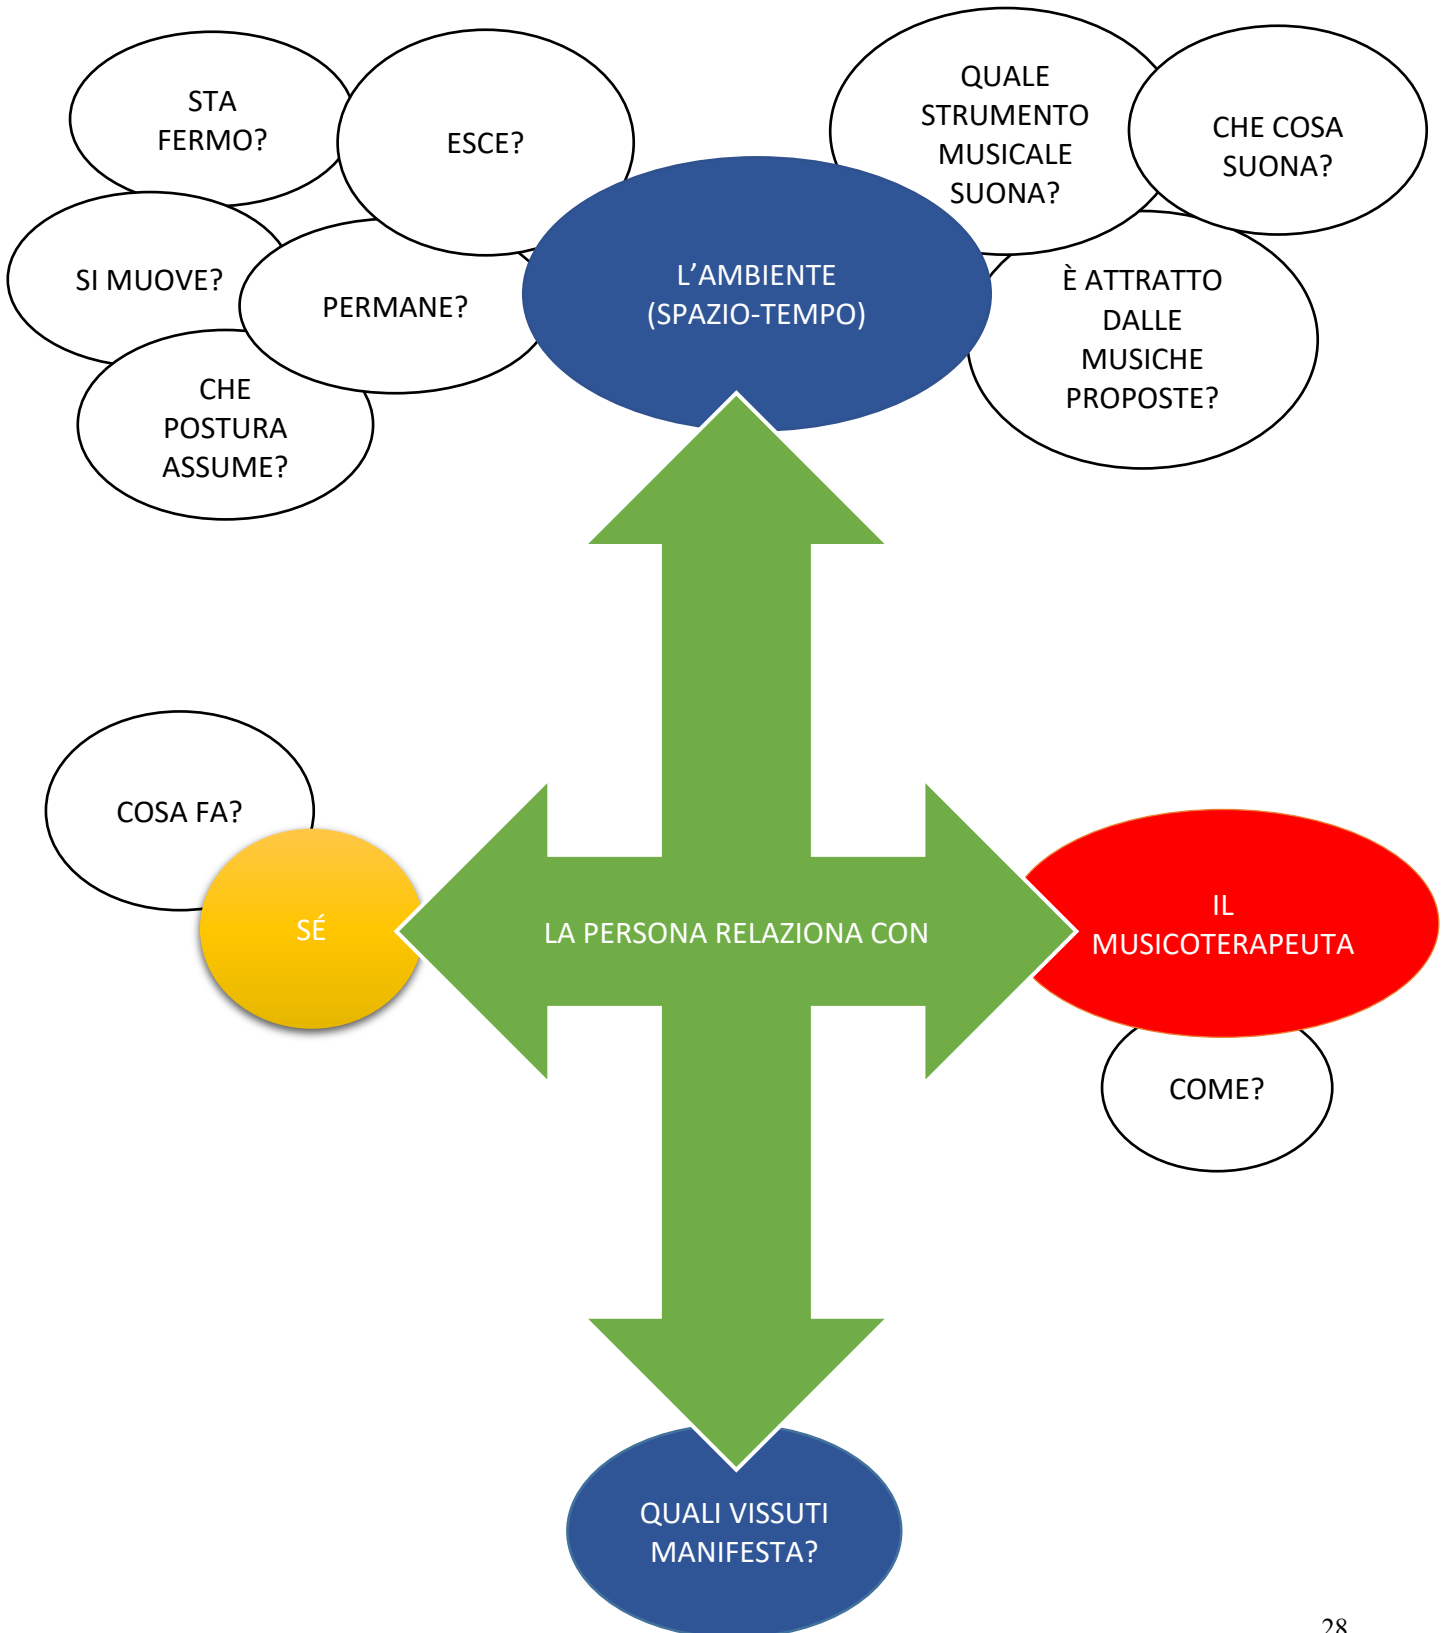 STA
FERMO?
ESCE?
SI MUOVE?
PERMANE?
CHE
POSTURA
ASSUME?
L’AMBIENTE
(SPAZIO-TEMPO)
QUALE
STRUMENTO
MUSICALE
SUONA?
CHE COSA
SUONA?
È ATTRATTO
DALLE
MUSICHE
PROPOSTE?
COSA FA?
SÉ
LA PERSONA RELAZIONA CON
IL
MUSICOTERAPEUTA
COME?
QUALI VISSUTI
MANIFESTA?
28